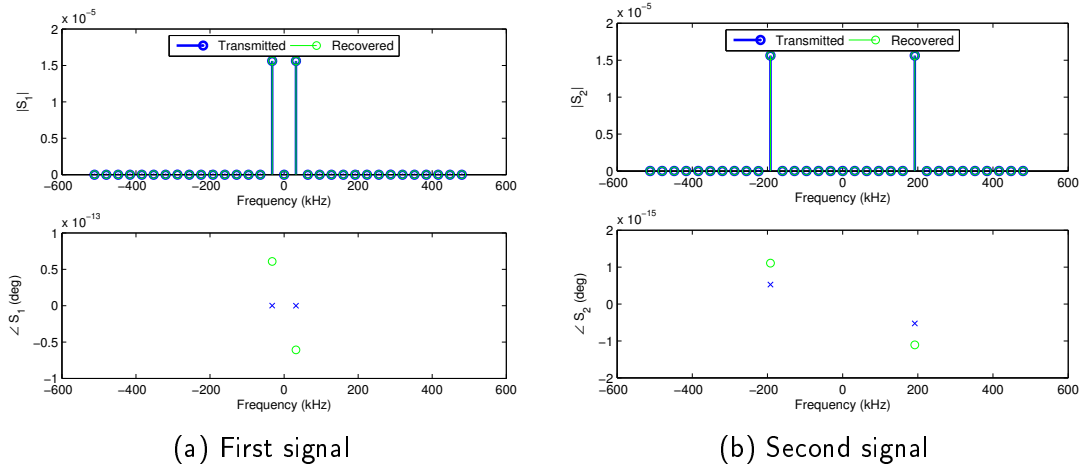 x 10⁻⁵
2
1.5
1
0.5
0
|S₁|
Transmitted
Recovered
−600 −400 −200 0 200 400 600
Frequency (kHz)
x 10⁻¹³
1
0.5
0
−0.5
−1
∠ S₁ (deg)
−600 −400 −200 0 200 400 600
Frequency (kHz)
(a) First signal
x 10⁻⁵
2
1.5
1
0.5
0
|S₂|
Transmitted
Recovered
−600 −400 −200 0 200 400 600
Frequency (kHz)
x 10⁻¹⁵
2
1
0
−1
−2
∠ S₂ (deg)
−600 −400 −200 0 200 400 600
Frequency (kHz)
(b) Second signal